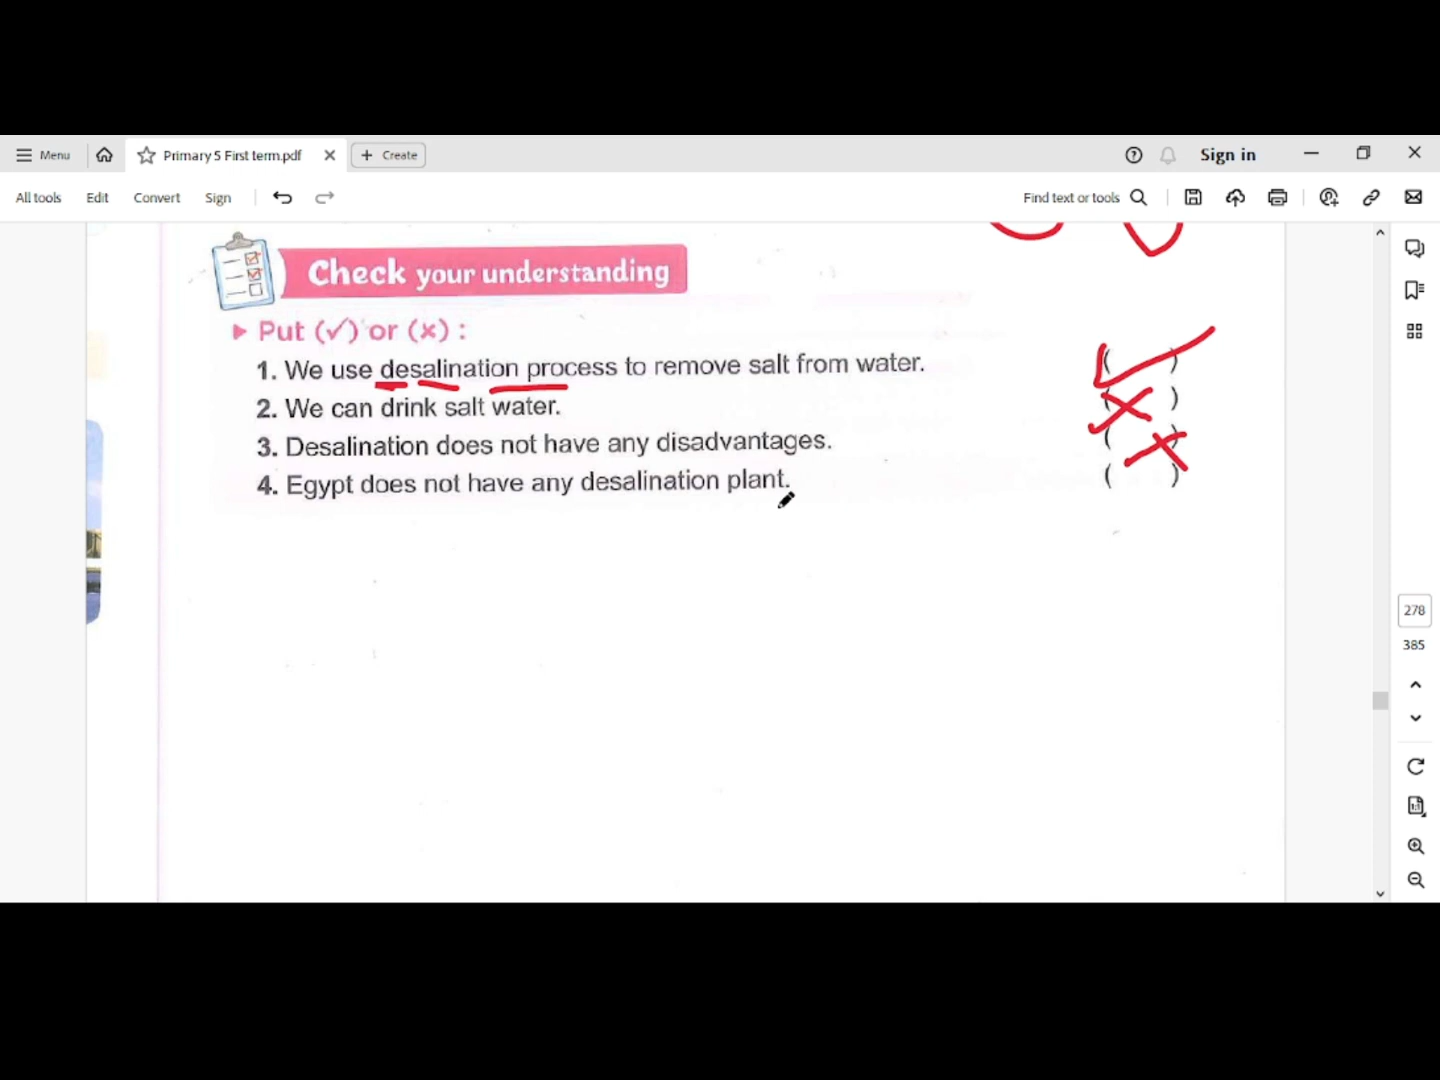 Menu
Primary 5 First term.pdf
Create
Sign in
All tools
Edit
Convert
Sign
Find text or tools
Check your understanding
Put (✓) or (x) :
1. We use desalination process to remove salt from water. ( ✓ )
2. We can drink salt water. ( x )
3. Desalination does not have any disadvantages. ( x )
4. Egypt does not have any desalination plant. ( )
278
385